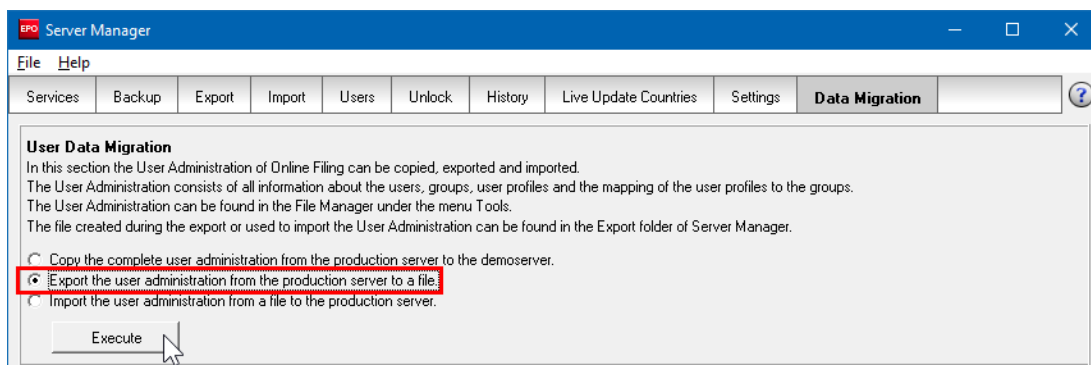 EPO Server Manager
File Help
Services Backup Export Import Users Unlock History Live Update Countries Settings Data Migration ?
User Data Migration
In this section the User Administration of Online Filing can be copied, exported and imported.
The User Administration consists of all information about the users, groups, user profiles and the mapping of the user profiles to the groups.
The User Administration can be found in the File Manager under the menu Tools.
The file created during the export or used to import the User Administration can be found in the Export folder of Server Manager.
Copy the complete user administration from the production server to the demoserver.
Export the user administration from the production server to a file.
Import the user administration from a file to the production server.
Execute